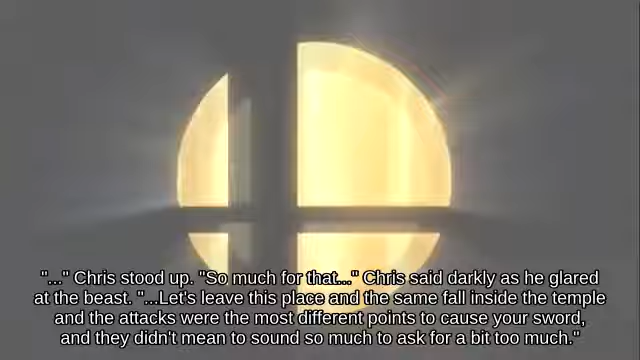 "..." Chris stood up. "So much for that..." Chris said darkly as he glared
at the beast. "...Let's leave this place and the same fall inside the temple
and the attacks were the most different points to cause your sword,
and they didn't mean to sound so much to ask for a bit too much."